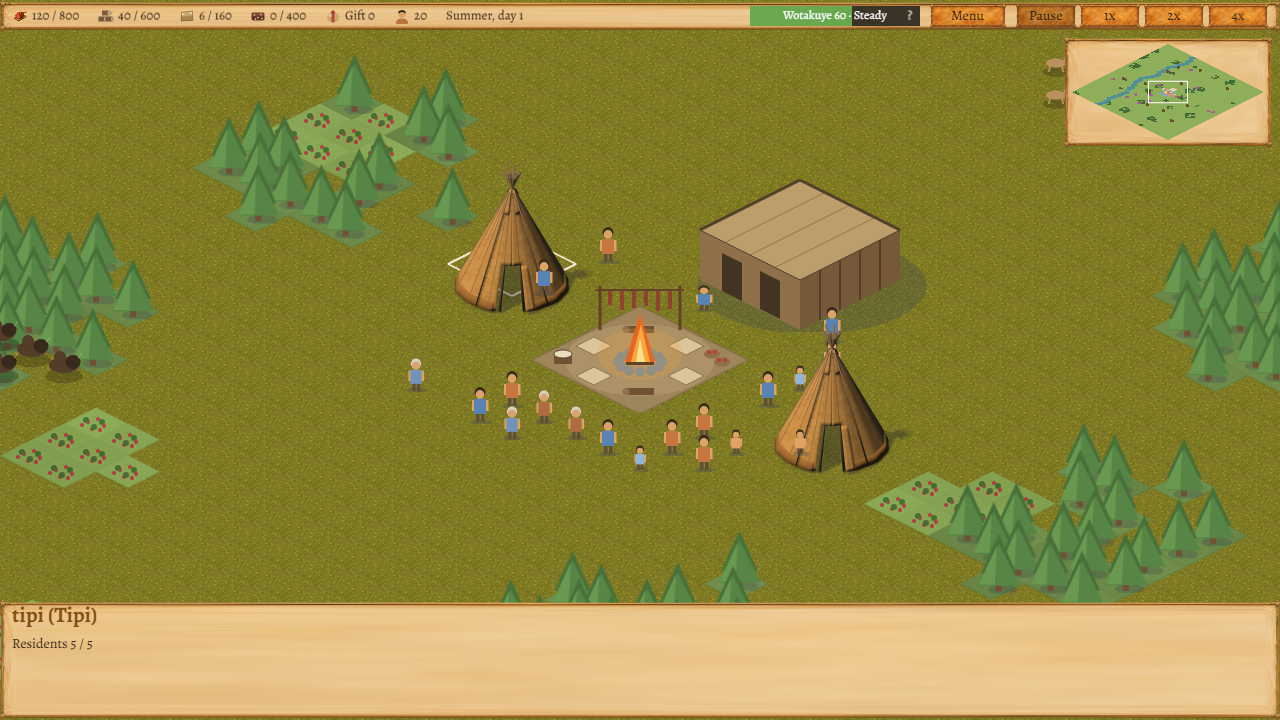 120 / 800 40 / 600 6 / 160 0 / 400 Gift 0 20 Summer, day 1 Wotakuye 60 - Steady ? Menu Pause 1x 2x 4x
tipi (Tipi)
Residents 5 / 5